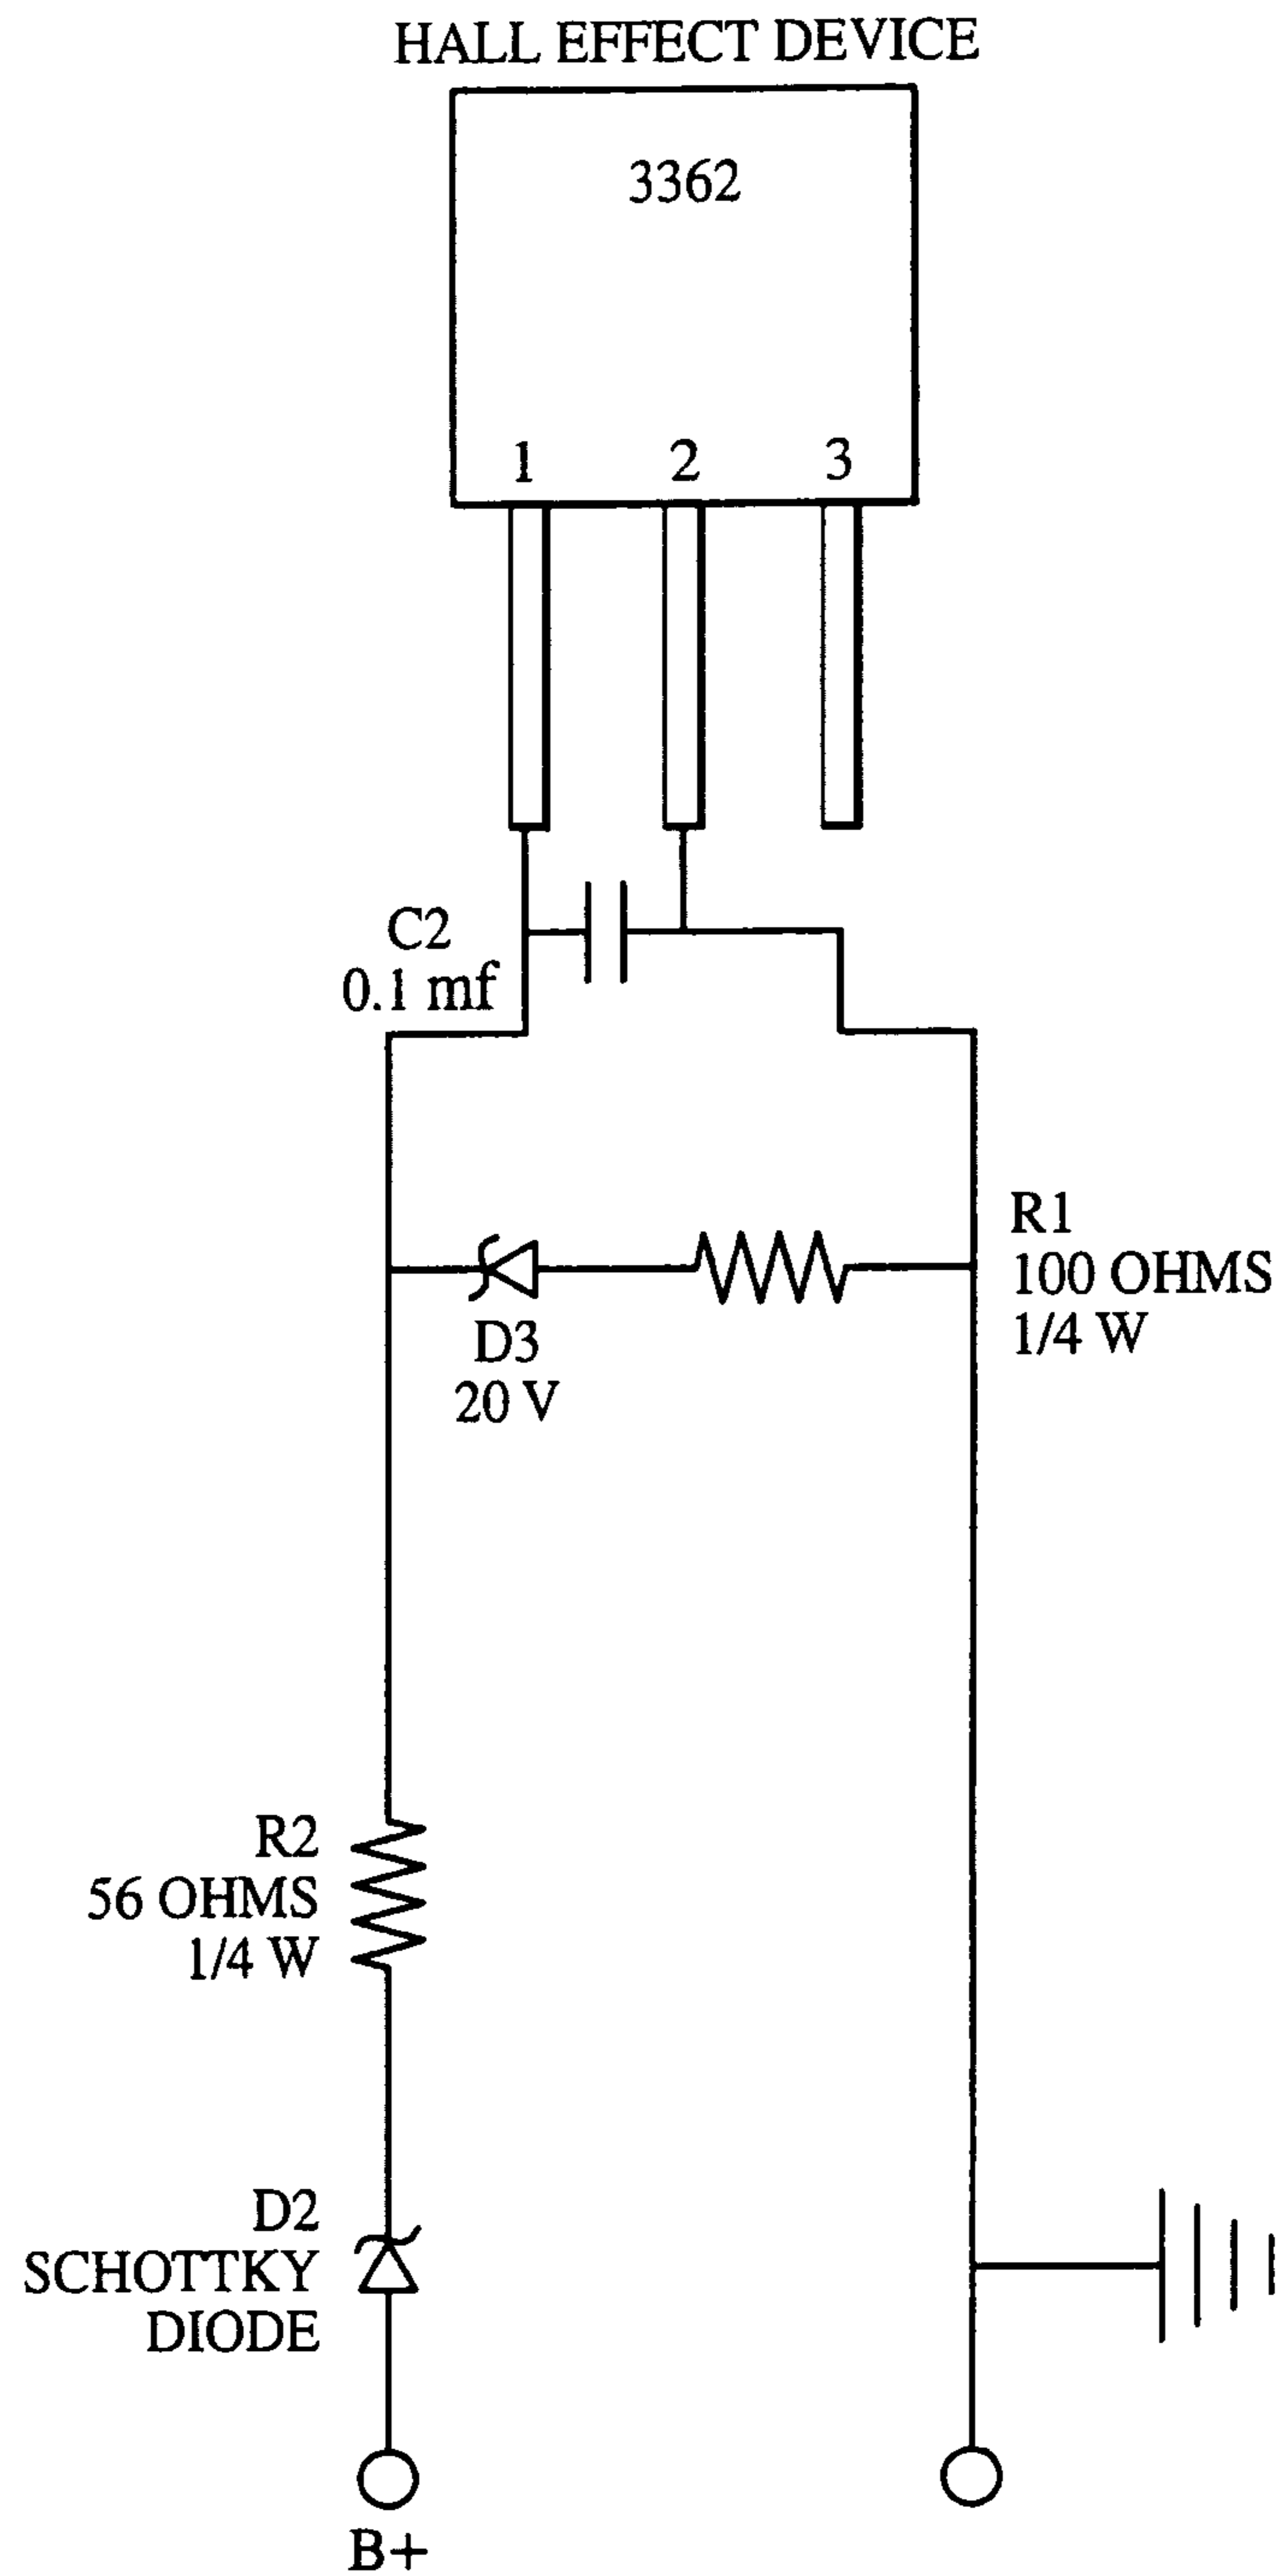 HALL EFFECT DEVICE
3362
1 2 3
C2
0.1 mf
R1
100 OHMS
1/4 W
D3
20 V
R2
56 OHMS
1/4 W
D2
SCHOTTKY
DIODE
B+